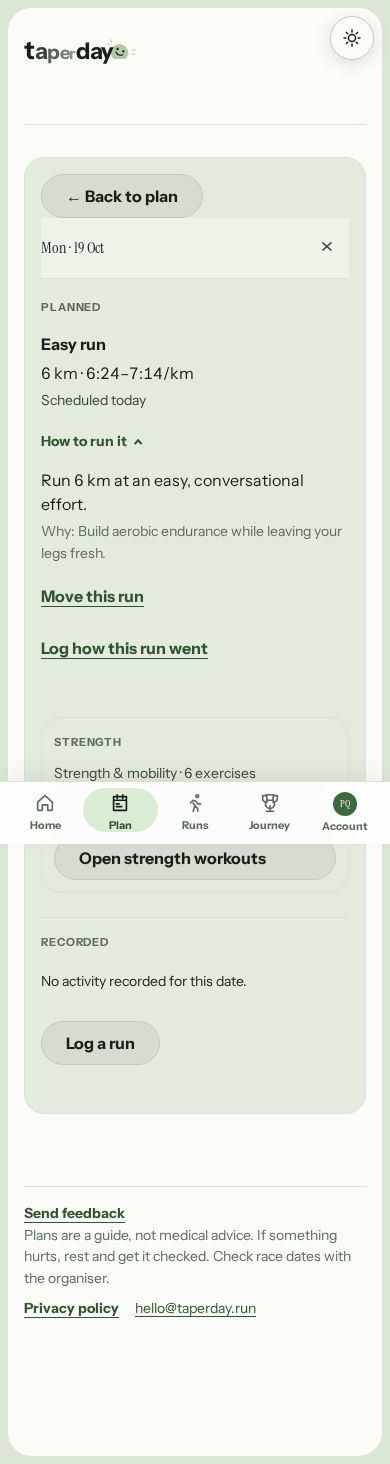 taperday
← Back to plan
Mon · 19 Oct
×
PLANNED
Easy run
6 km · 6:24–7:14/km
Scheduled today
How to run it
Run 6 km at an easy, conversational
effort.
Why: Build aerobic endurance while leaving your
legs fresh.
Move this run
Log how this run went
STRENGTH
Strength & mobility · 6 exercises
Home
Plan
Runs
Journey
PQ
Account
Open strength workouts
RECORDED
No activity recorded for this date.
Log a run
Send feedback
Plans are a guide, not medical advice. If something
hurts, rest and get it checked. Check race dates with
the organiser.
Privacy policy hello@taperday.run